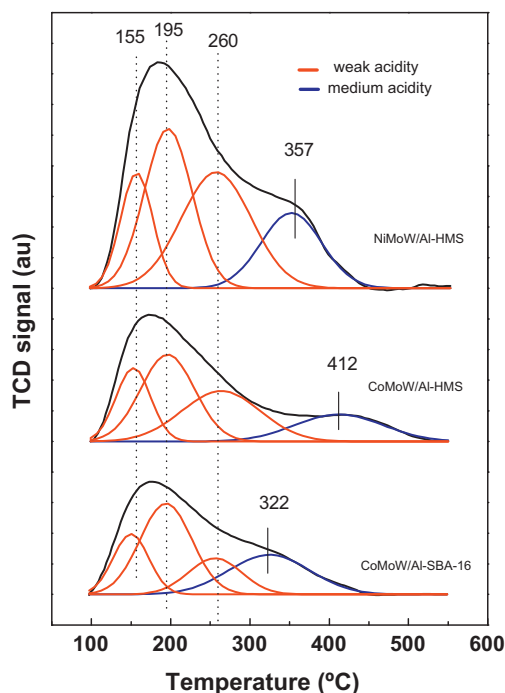 155 195 260
weak acidity
medium acidity
357
NiMoW/Al-HMS
TCD signal (au)
412
CoMoW/Al-HMS
322
CoMoW/Al-SBA-16
100 200 300 400 500 600
Temperature (ºC)